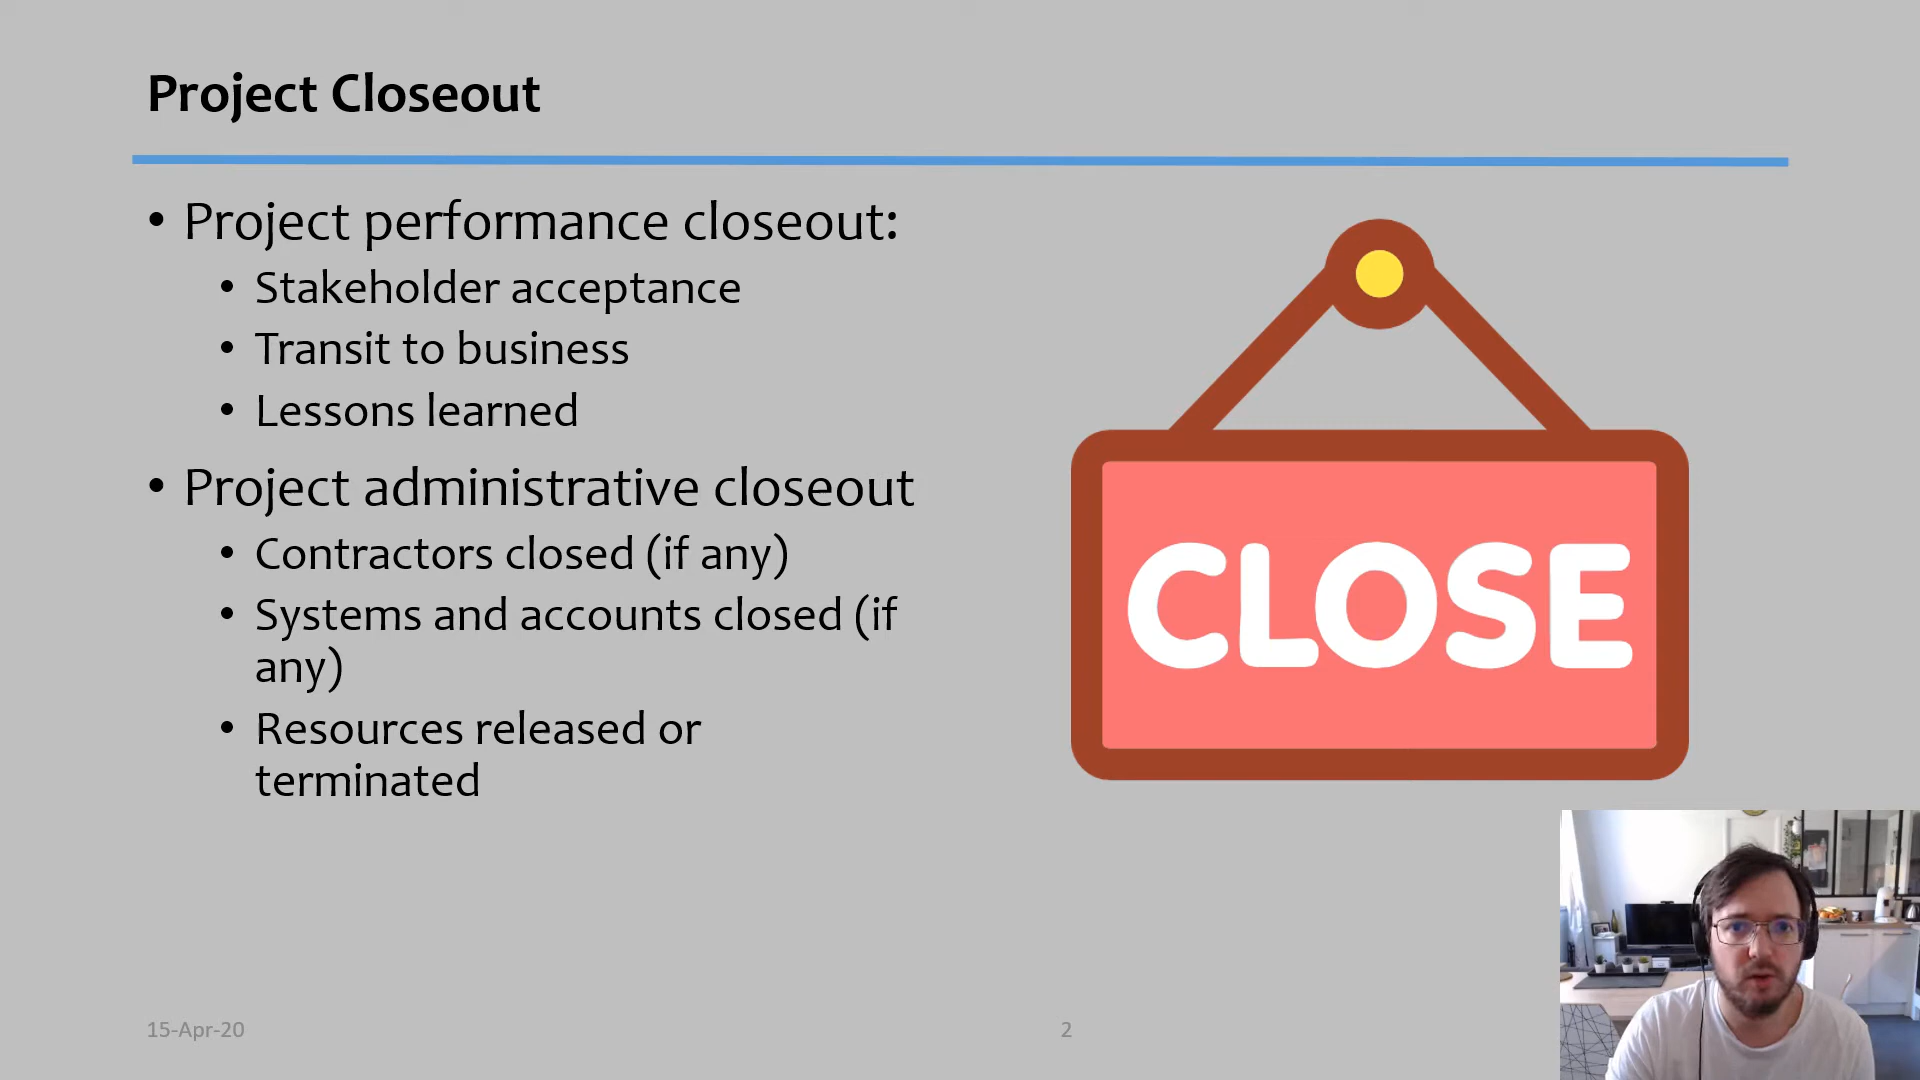 Project Closeout
• Project performance closeout:
• Stakeholder acceptance
• Transit to business
• Lessons learned
• Project administrative closeout
• Contractors closed (if any)
• Systems and accounts closed (if
any)
• Resources released or
terminated
CLOSE
15-Apr-20
2